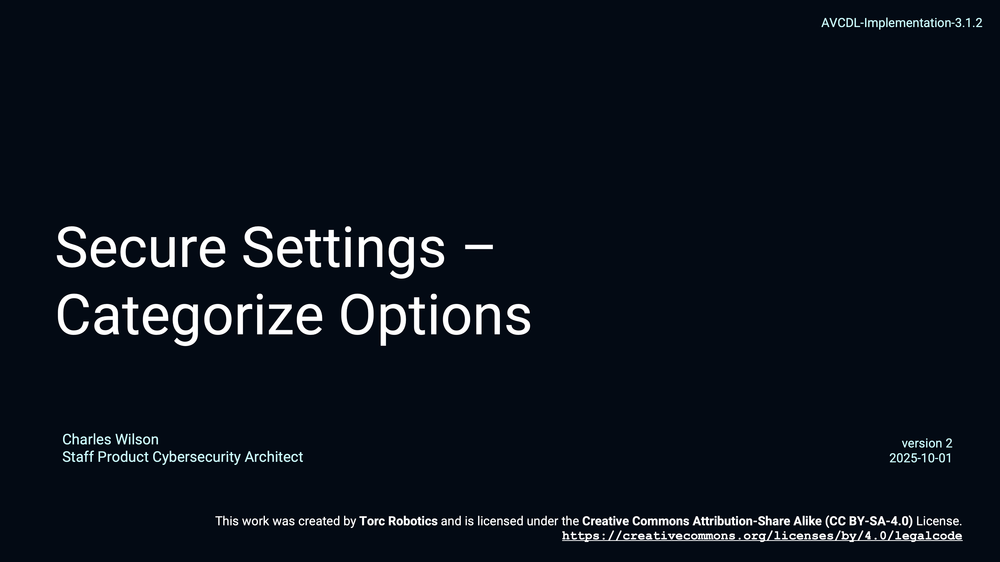 AVCDL-Implementation-3.1.2
Secure Settings –
Categorize Options
Charles Wilson
Staff Product Cybersecurity Architect
version 2
2025-10-01
This work was created by Torc Robotics and is licensed under the Creative Commons Attribution-Share Alike (CC BY-SA-4.0) License.
https://creativecommons.org/licenses/by/4.0/legalcode